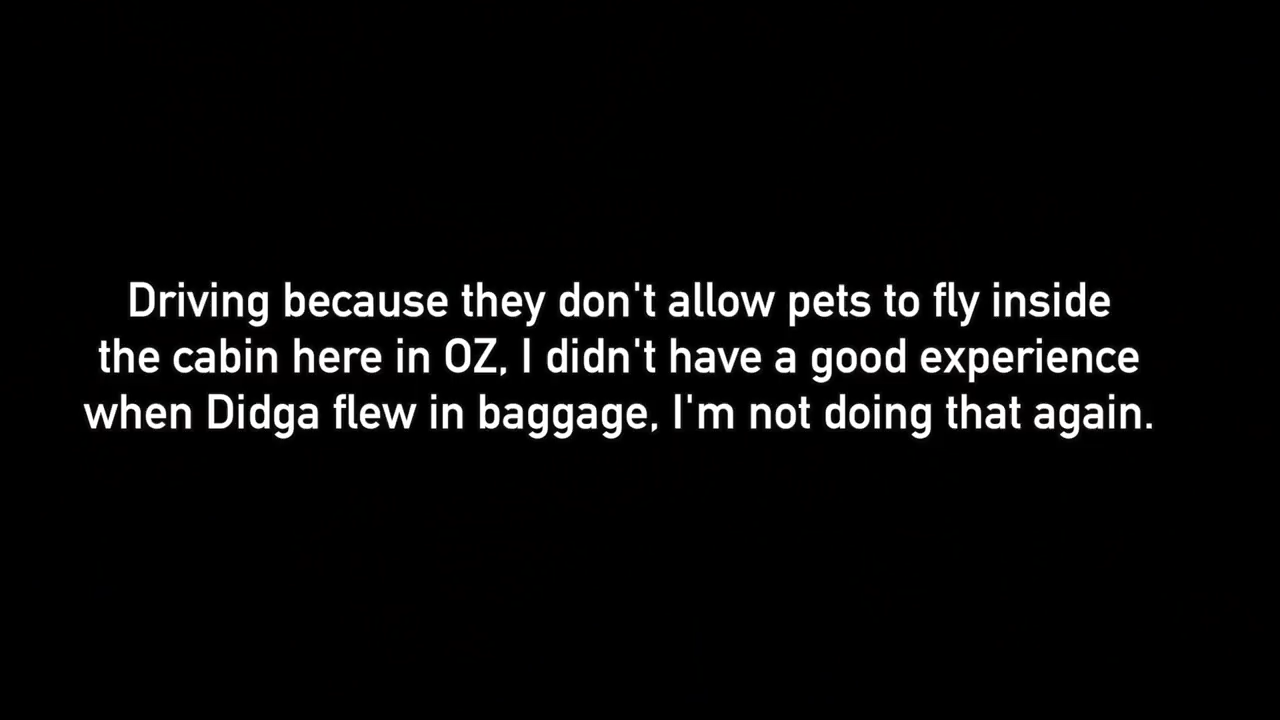 Driving because they don't allow pets to fly inside
the cabin here in OZ, I didn't have a good experience
when Didga flew in baggage, I'm not doing that again.